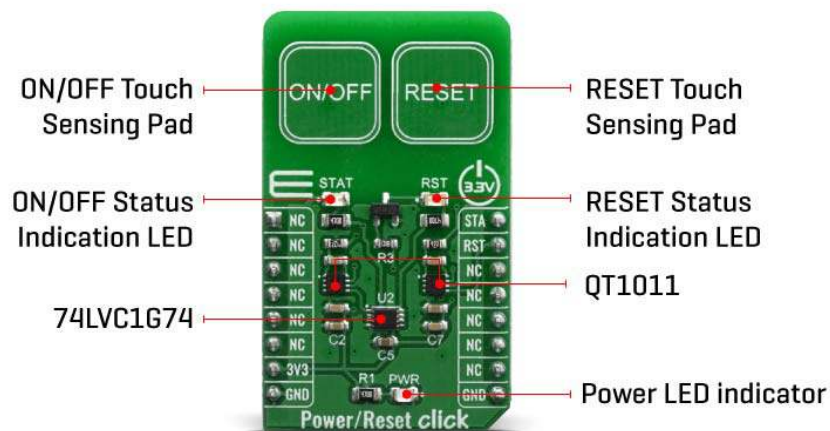 ON/OFF Touch
Sensing Pad
ON/OFF
RESET
RESET Touch
Sensing Pad
ON/OFF Status
Indication LED
STAT
RST
3.3V
RESET Status
Indication LED
NC
NC
NC
NC
NC
NC
3V3
GND
STA
RST
NC
NC
NC
NC
NC
GND
R3
QT1011
74LVC1G74
U2
C2
C5
C7
R1
PWR
Power LED indicator
Power/Reset click